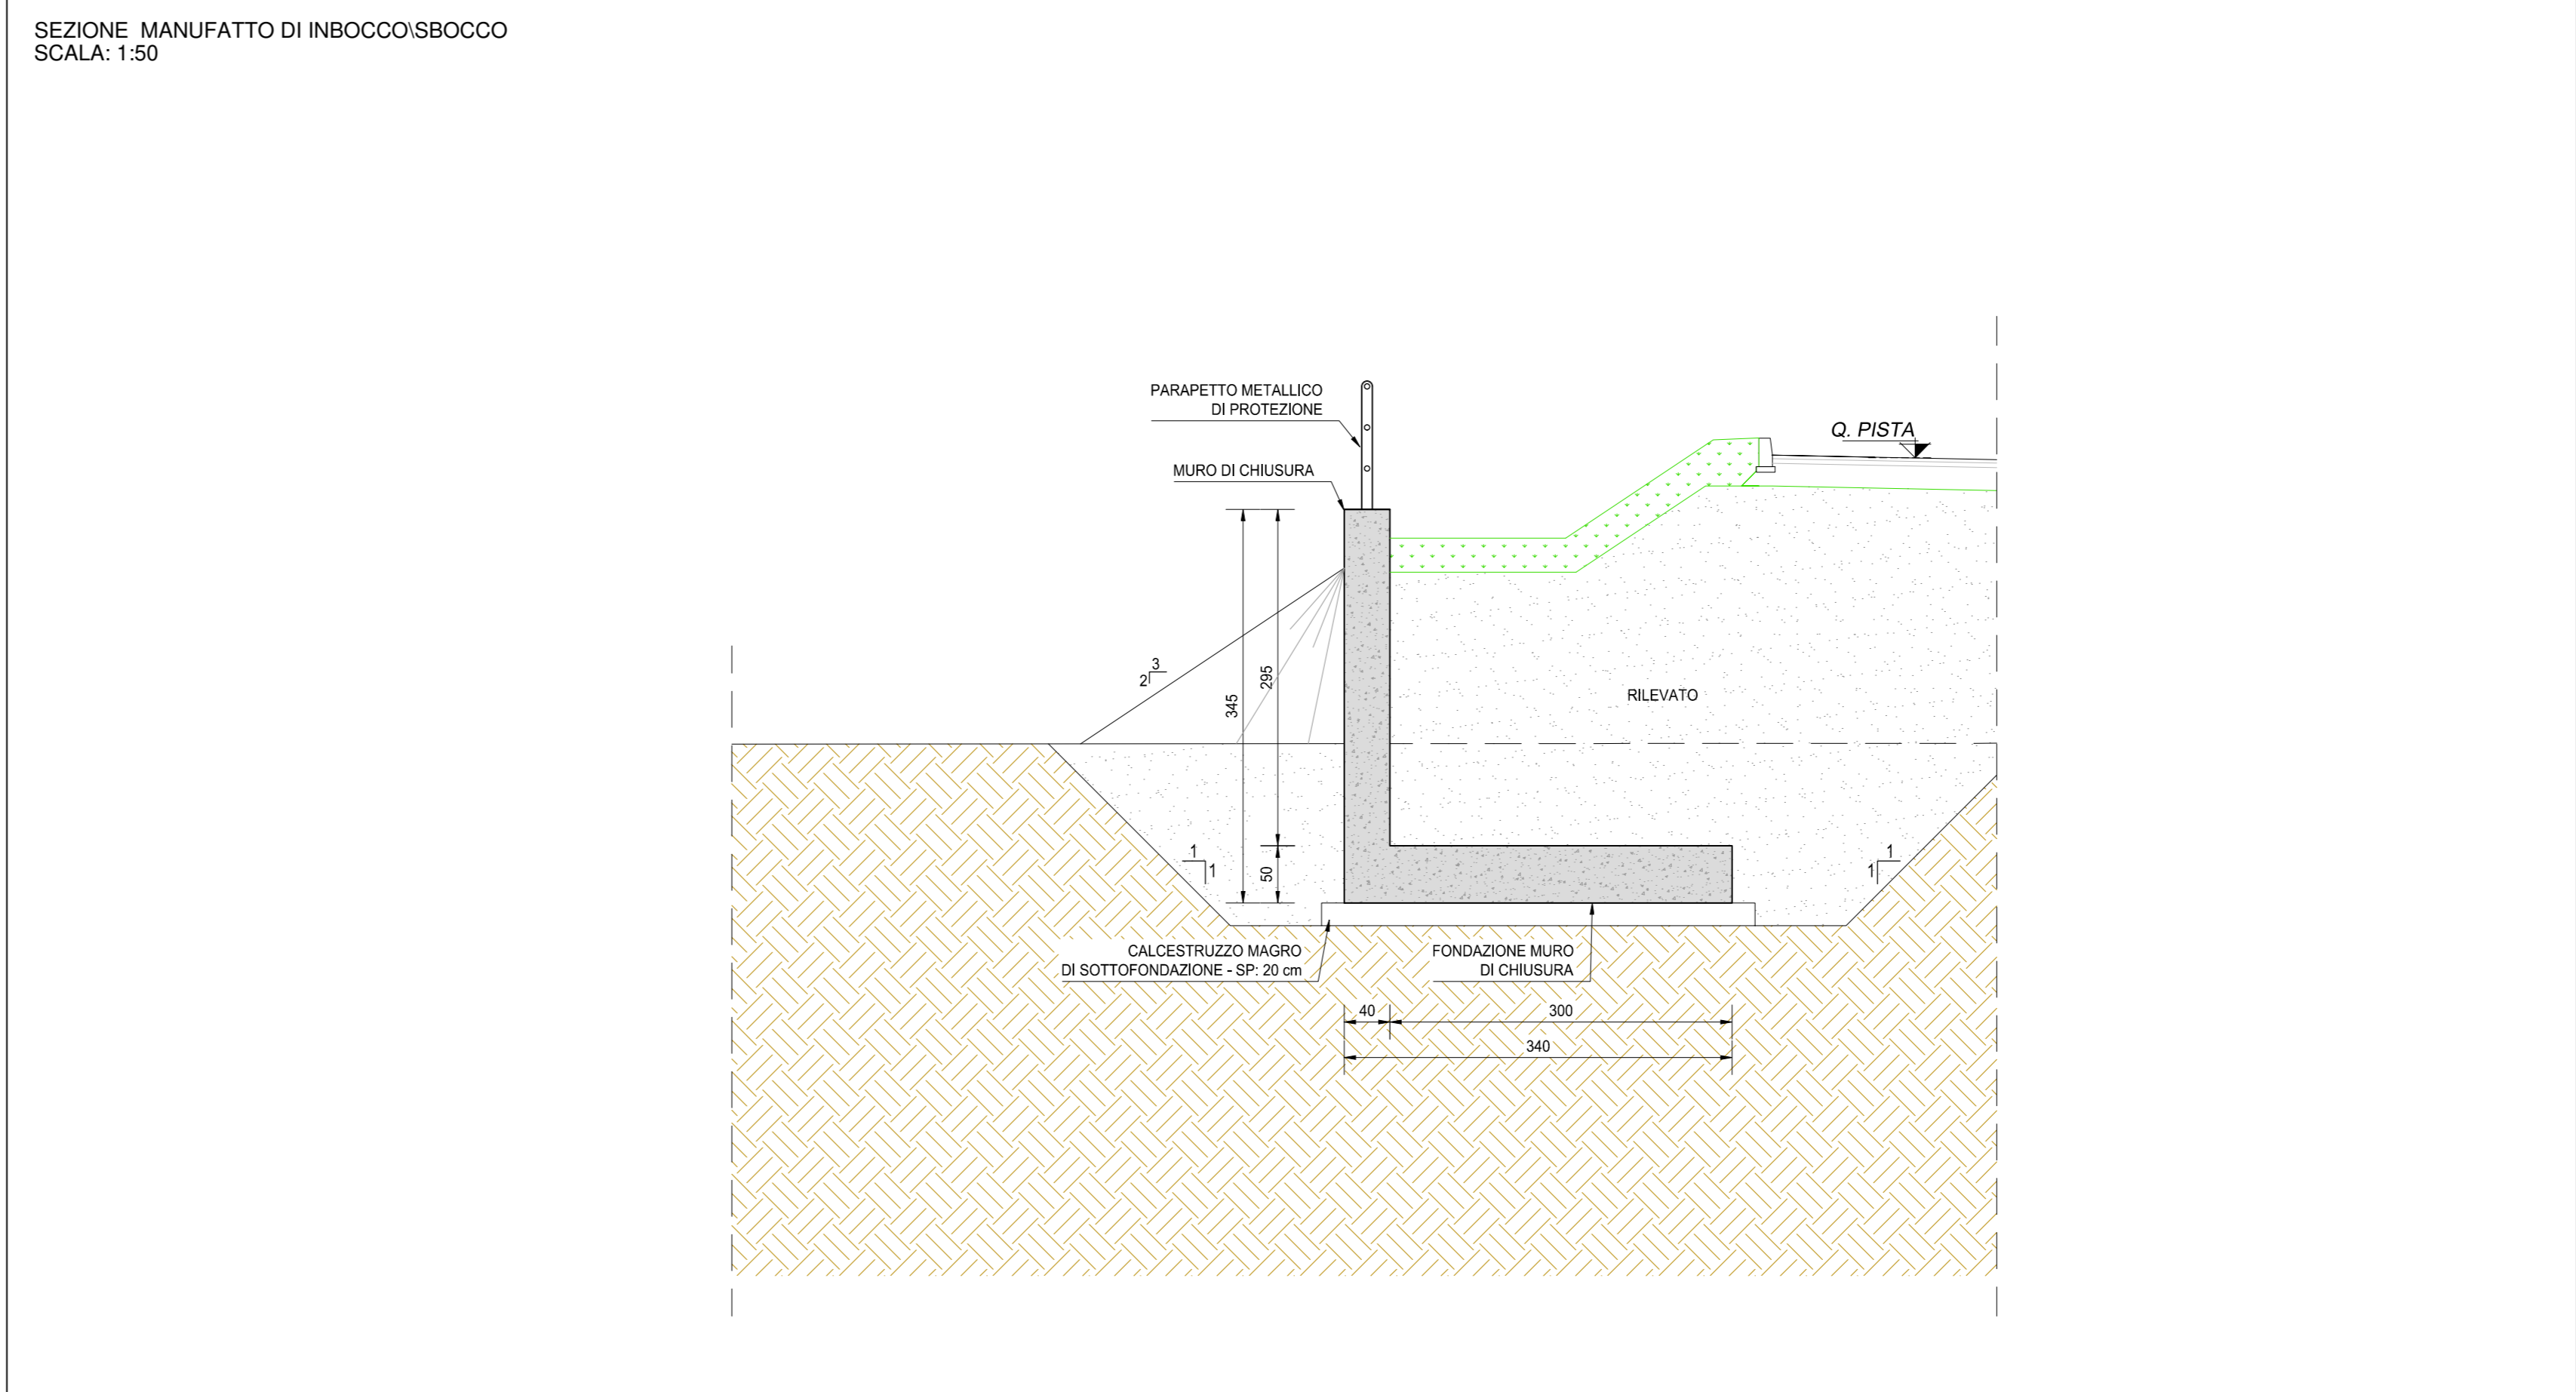 SEZIONE  MANUFATTO DI INBOCCO\SBOCCO
SCALA: 1:50
PARAPETTO METALLICO
DI PROTEZIONE
Q. PISTA
MURO DI CHIUSURA
3
2
295
345
RILEVATO
1
1
50
1
1
CALCESTRUZZO MAGRO
DI SOTTOFONDAZIONE - SP: 20 cm
FONDAZIONE MURO
DI CHIUSURA
40
300
340